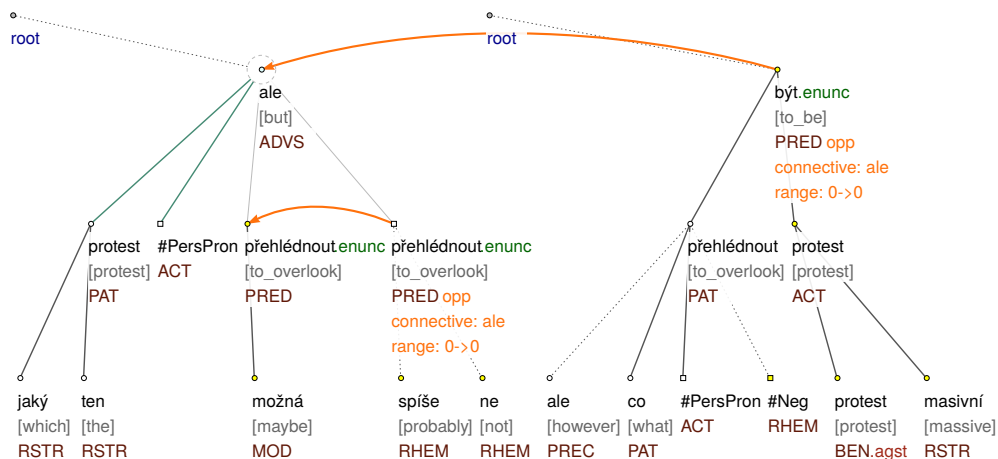 root
root
ale
[but]
ADVS
být.enunc
[to_be]
PRED opp
connective: ale
range: 0->0
protest
[protest]
PAT
#PersPron
ACT
přehlédnout.enunc
[to_overlook]
PRED
přehlédnout.enunc
[to_overlook]
PRED opp
connective: ale
range: 0->0
přehlédnout
[to_overlook]
PAT
protest
[protest]
ACT
jaký
[which]
RSTR
ten
[the]
RSTR
možná
[maybe]
MOD
spíše
[probably]
RHEM
ne
[not]
RHEM
ale
[however]
PREC
co
[what]
PAT
#PersPron
ACT
#Neg
RHEM
protest
[protest]
BEN.agst
masivní
[massive]
RSTR